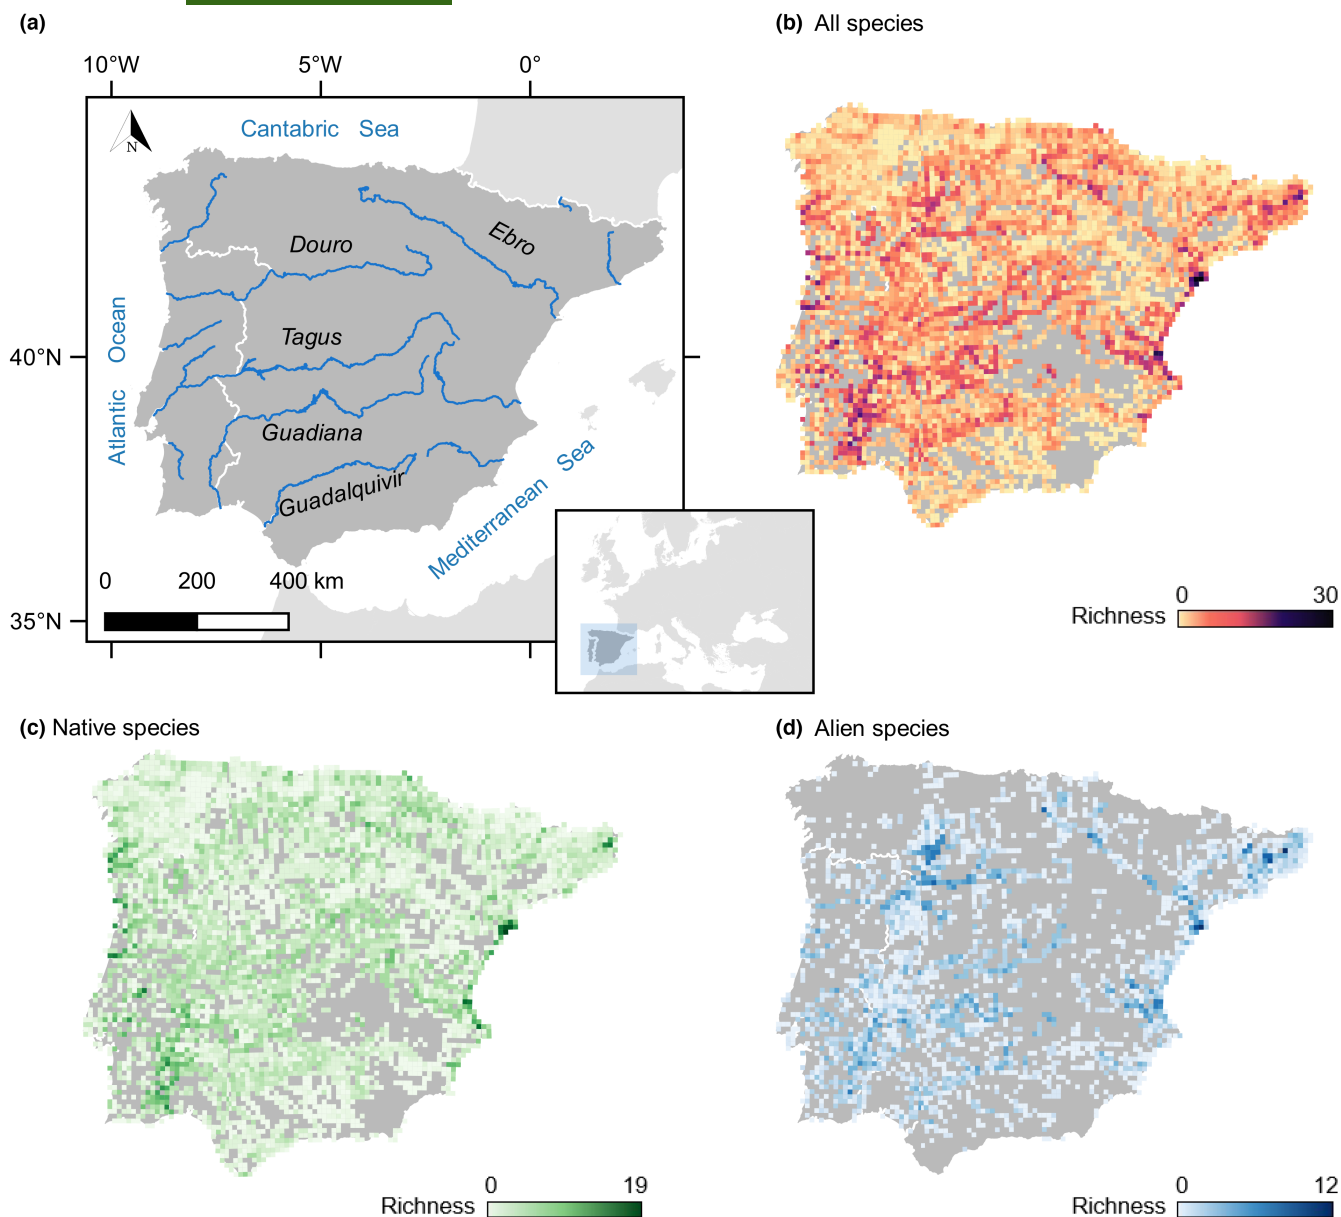 (a)
(b) All species
10°W 5°W 0°
Cantabric Sea
N
Douro
Ebro
Atlantic Ocean
Tagus
40°N
Guadiana
Guadalquivir
Mediterranean Sea
0 200 400 km
35°N
0 30
Richness
(c) Native species
(d) Alien species
0 19
Richness
0 12
Richness